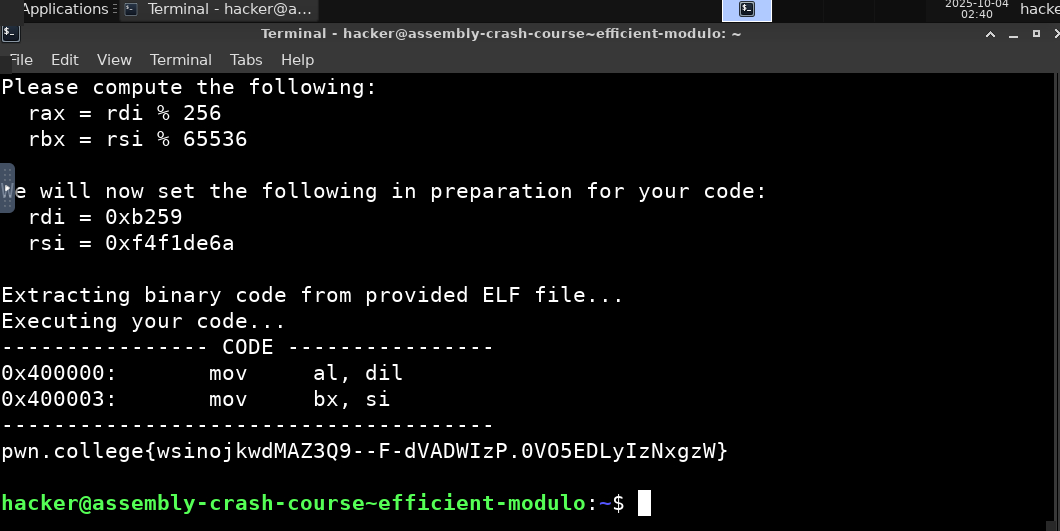 Applications
Terminal - hacker@a...
2025-10-04
02:40
hacke
Terminal - hacker@assembly-crash-course~efficient-modulo: ~
File Edit View Terminal Tabs Help
Please compute the following:
rax = rdi % 256
rbx = rsi % 65536
We will now set the following in preparation for your code:
rdi = 0xb259
rsi = 0xf4f1de6a
Extracting binary code from provided ELF file...
Executing your code...
---------------- CODE ----------------
0x400000: mov al, dil
0x400003: mov bx, si
--------------------------------------
pwn.college{wsinojkwdMAZ3Q9--F-dVADWIzP.0VO5EDLyIzNxgzW}
hacker@assembly-crash-course~efficient-modulo:~$